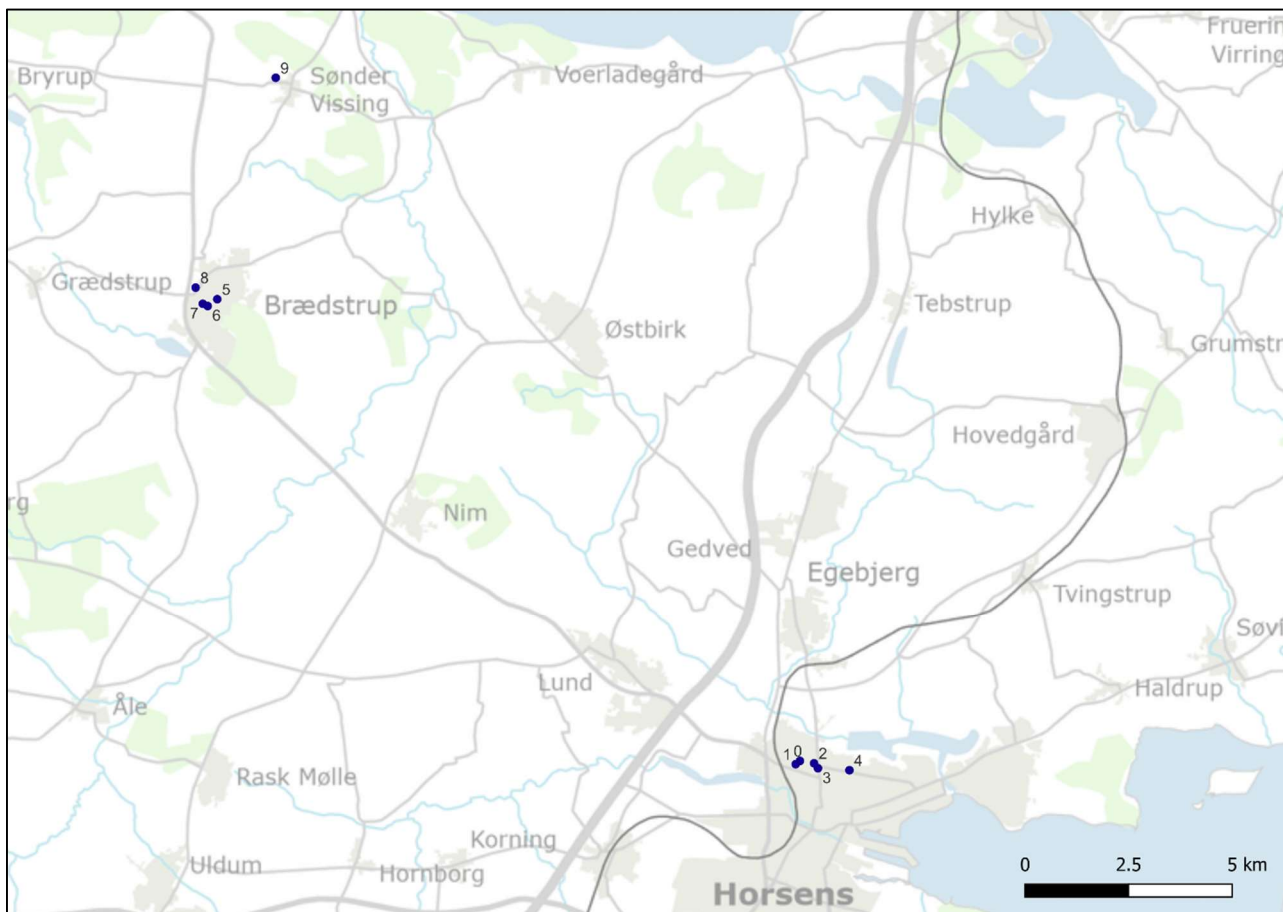 Fruerin
Virring
Bryrup
9
Sønder
Vissing
Voerladegård
Hylke
Grædstrup
8
5
7
6
Brædstrup
Østbirk
Tebstrup
Grumstr
Hovedgård
rg
Nim
Gedved
Egebjerg
Tvingstrup
Søvi
Lund
Haldrup
Åle
1
0
2
3
4
Rask Mølle
Korning
Uldum
Hornborg
Horsens
0 2.5 5 km